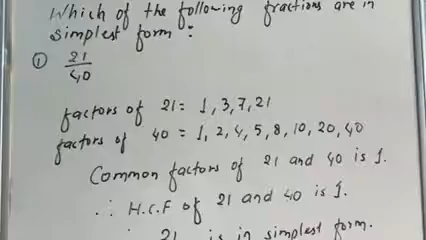 Which of the following fractions are in
simplest form :
① 21/40
factors of 21 = 1, 3, 7, 21
factors of 40 = 1, 2, 4, 5, 8, 10, 20, 40
Common factors of 21 and 40 is 1.
∴ H.C.F of 21 and 40 is 1.
∴ 21 is in simplest form.